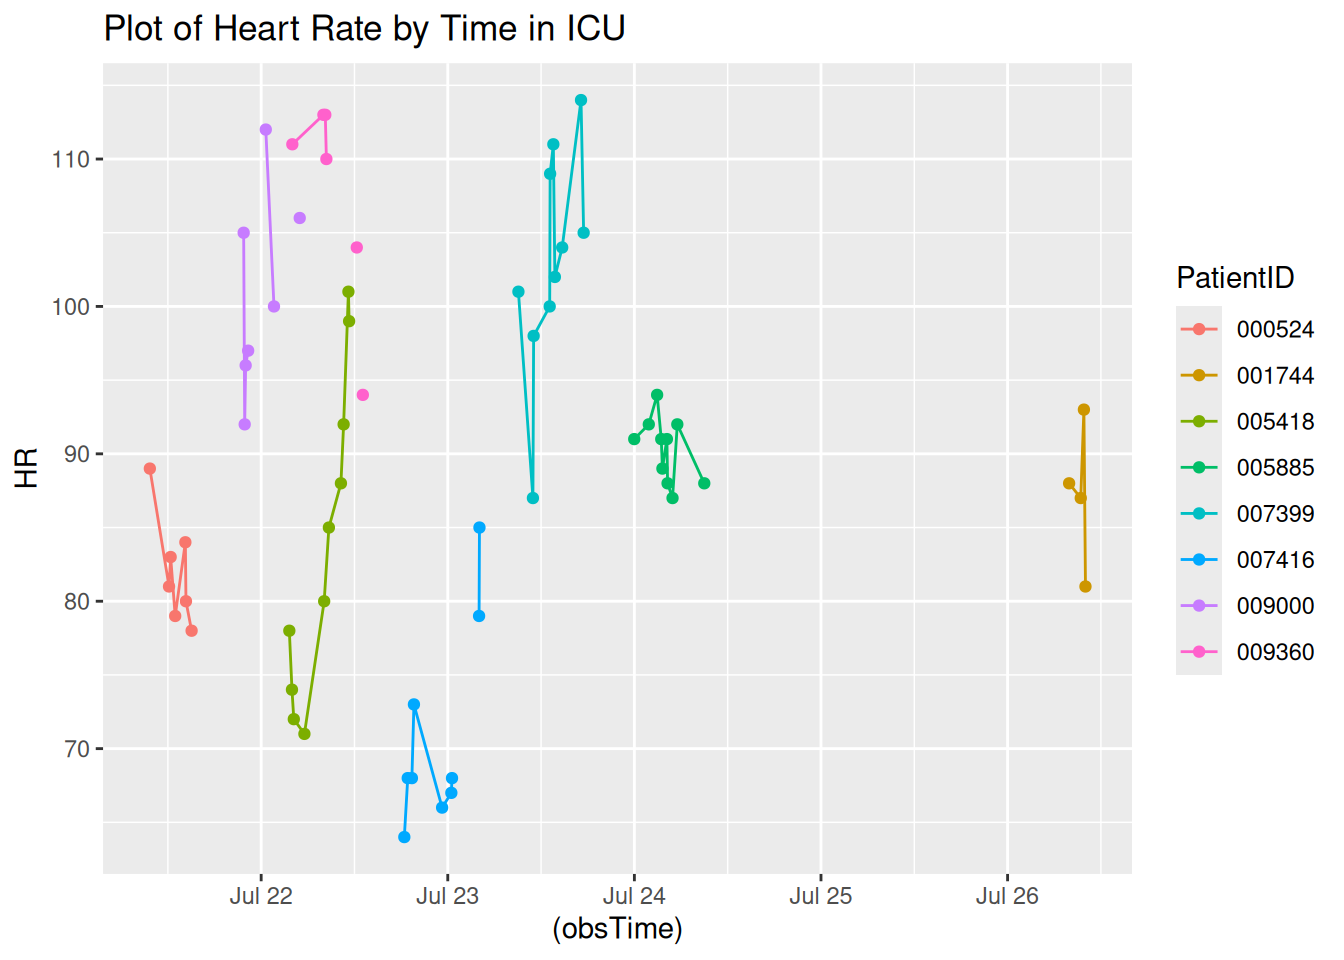 Plot of Heart Rate by Time in ICU
110
100
90
80
70
HR
Jul 22
Jul 23
Jul 24
Jul 25
Jul 26
(obsTime)
PatientID
000524
001744
005418
005885
007399
007416
009000
009360